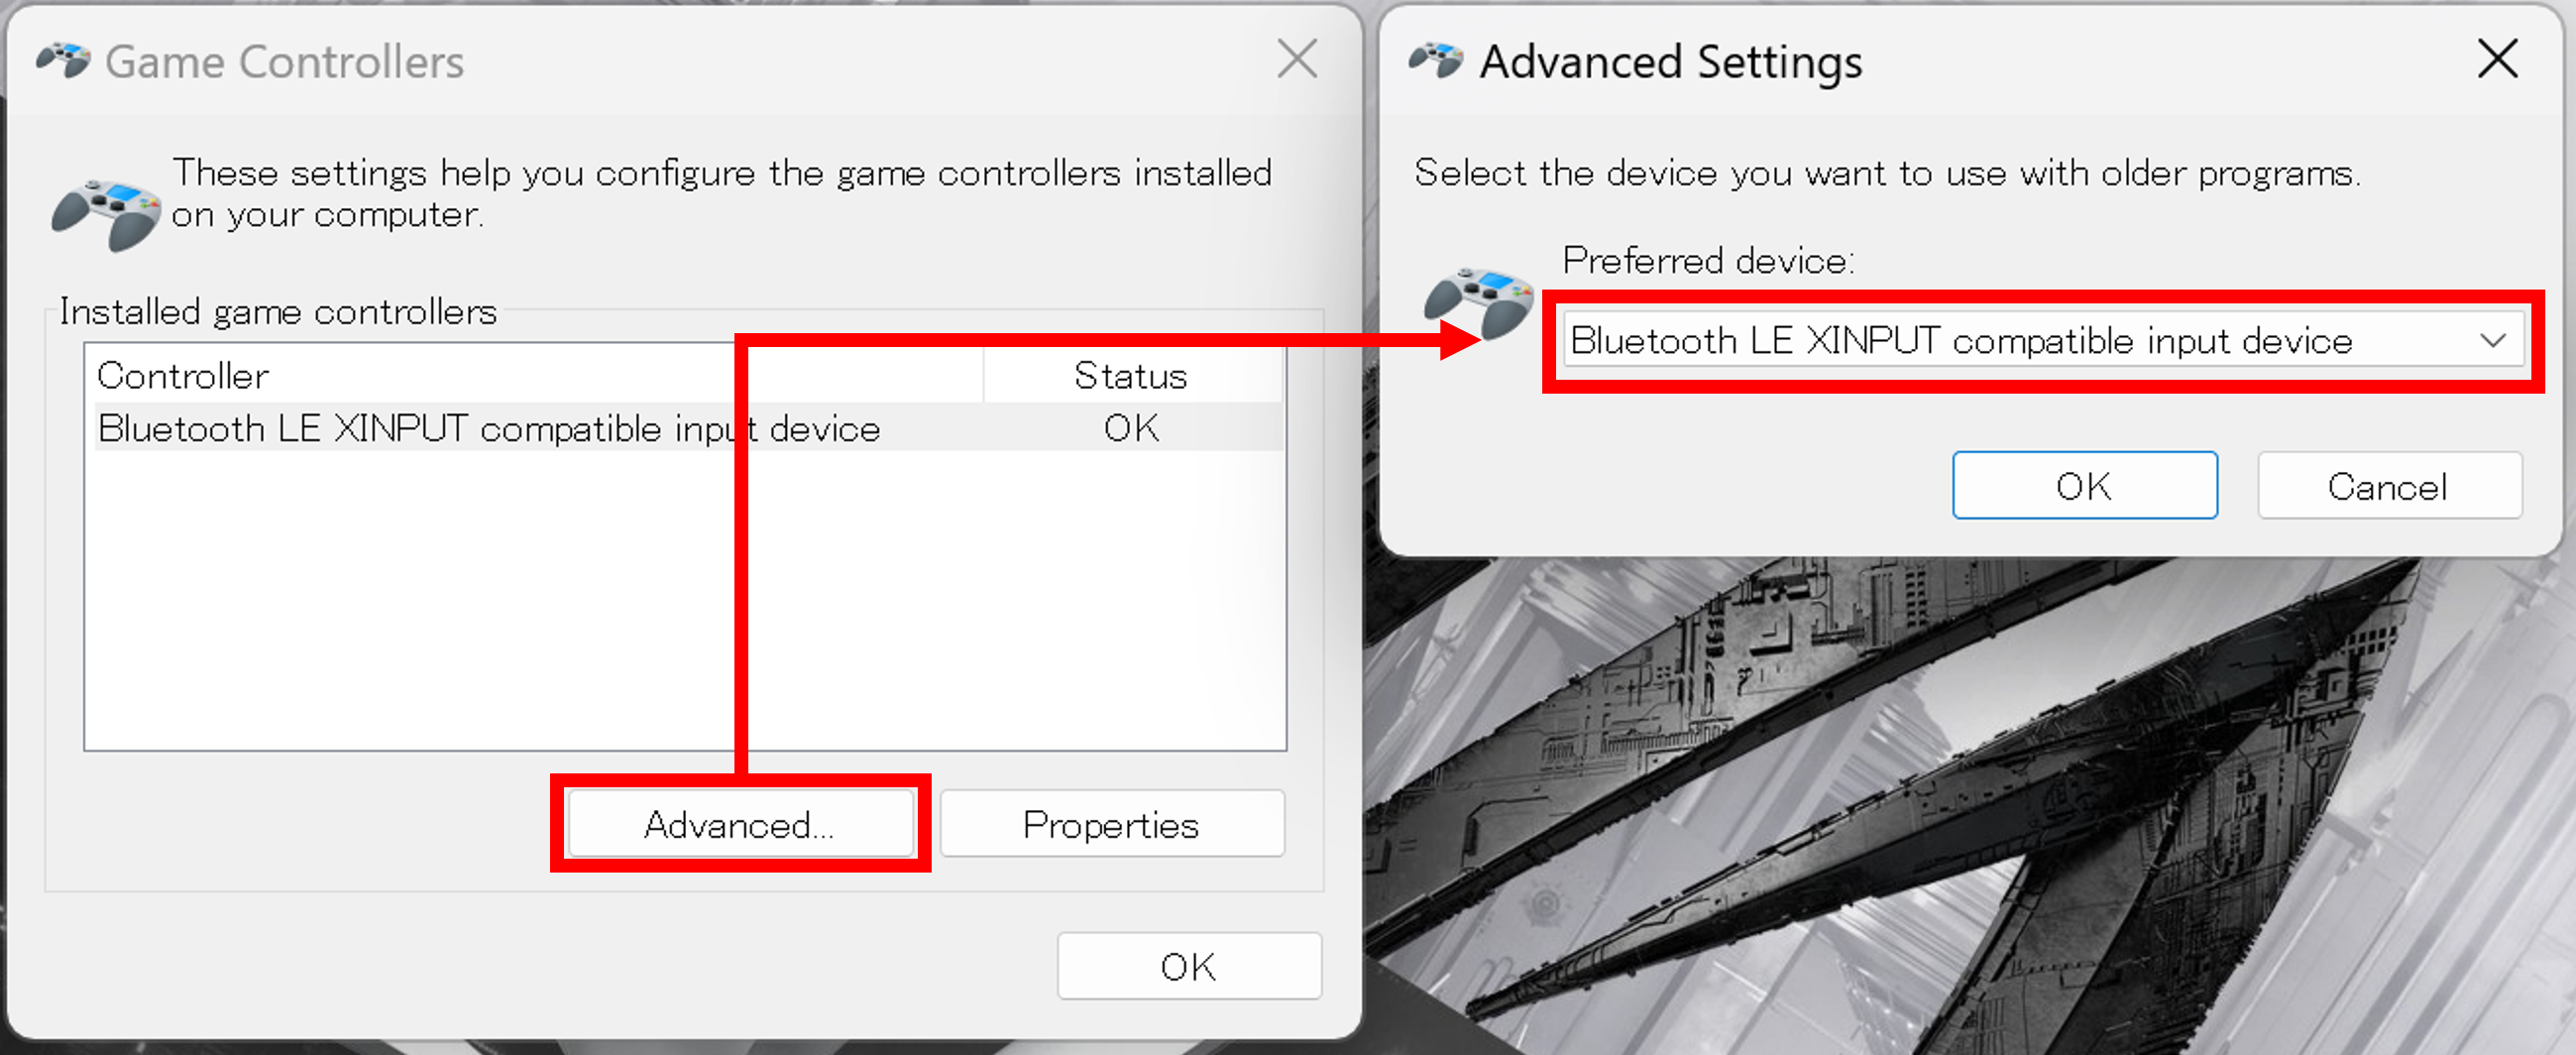 Game Controllers
These settings help you configure the game controllers installed
on your computer.
Installed game controllers
Controller Status
Bluetooth LE XINPUT compatible input device OK
Advanced... Properties
OK
Advanced Settings
Select the device you want to use with older programs.
Preferred device:
Bluetooth LE XINPUT compatible input device
OK Cancel